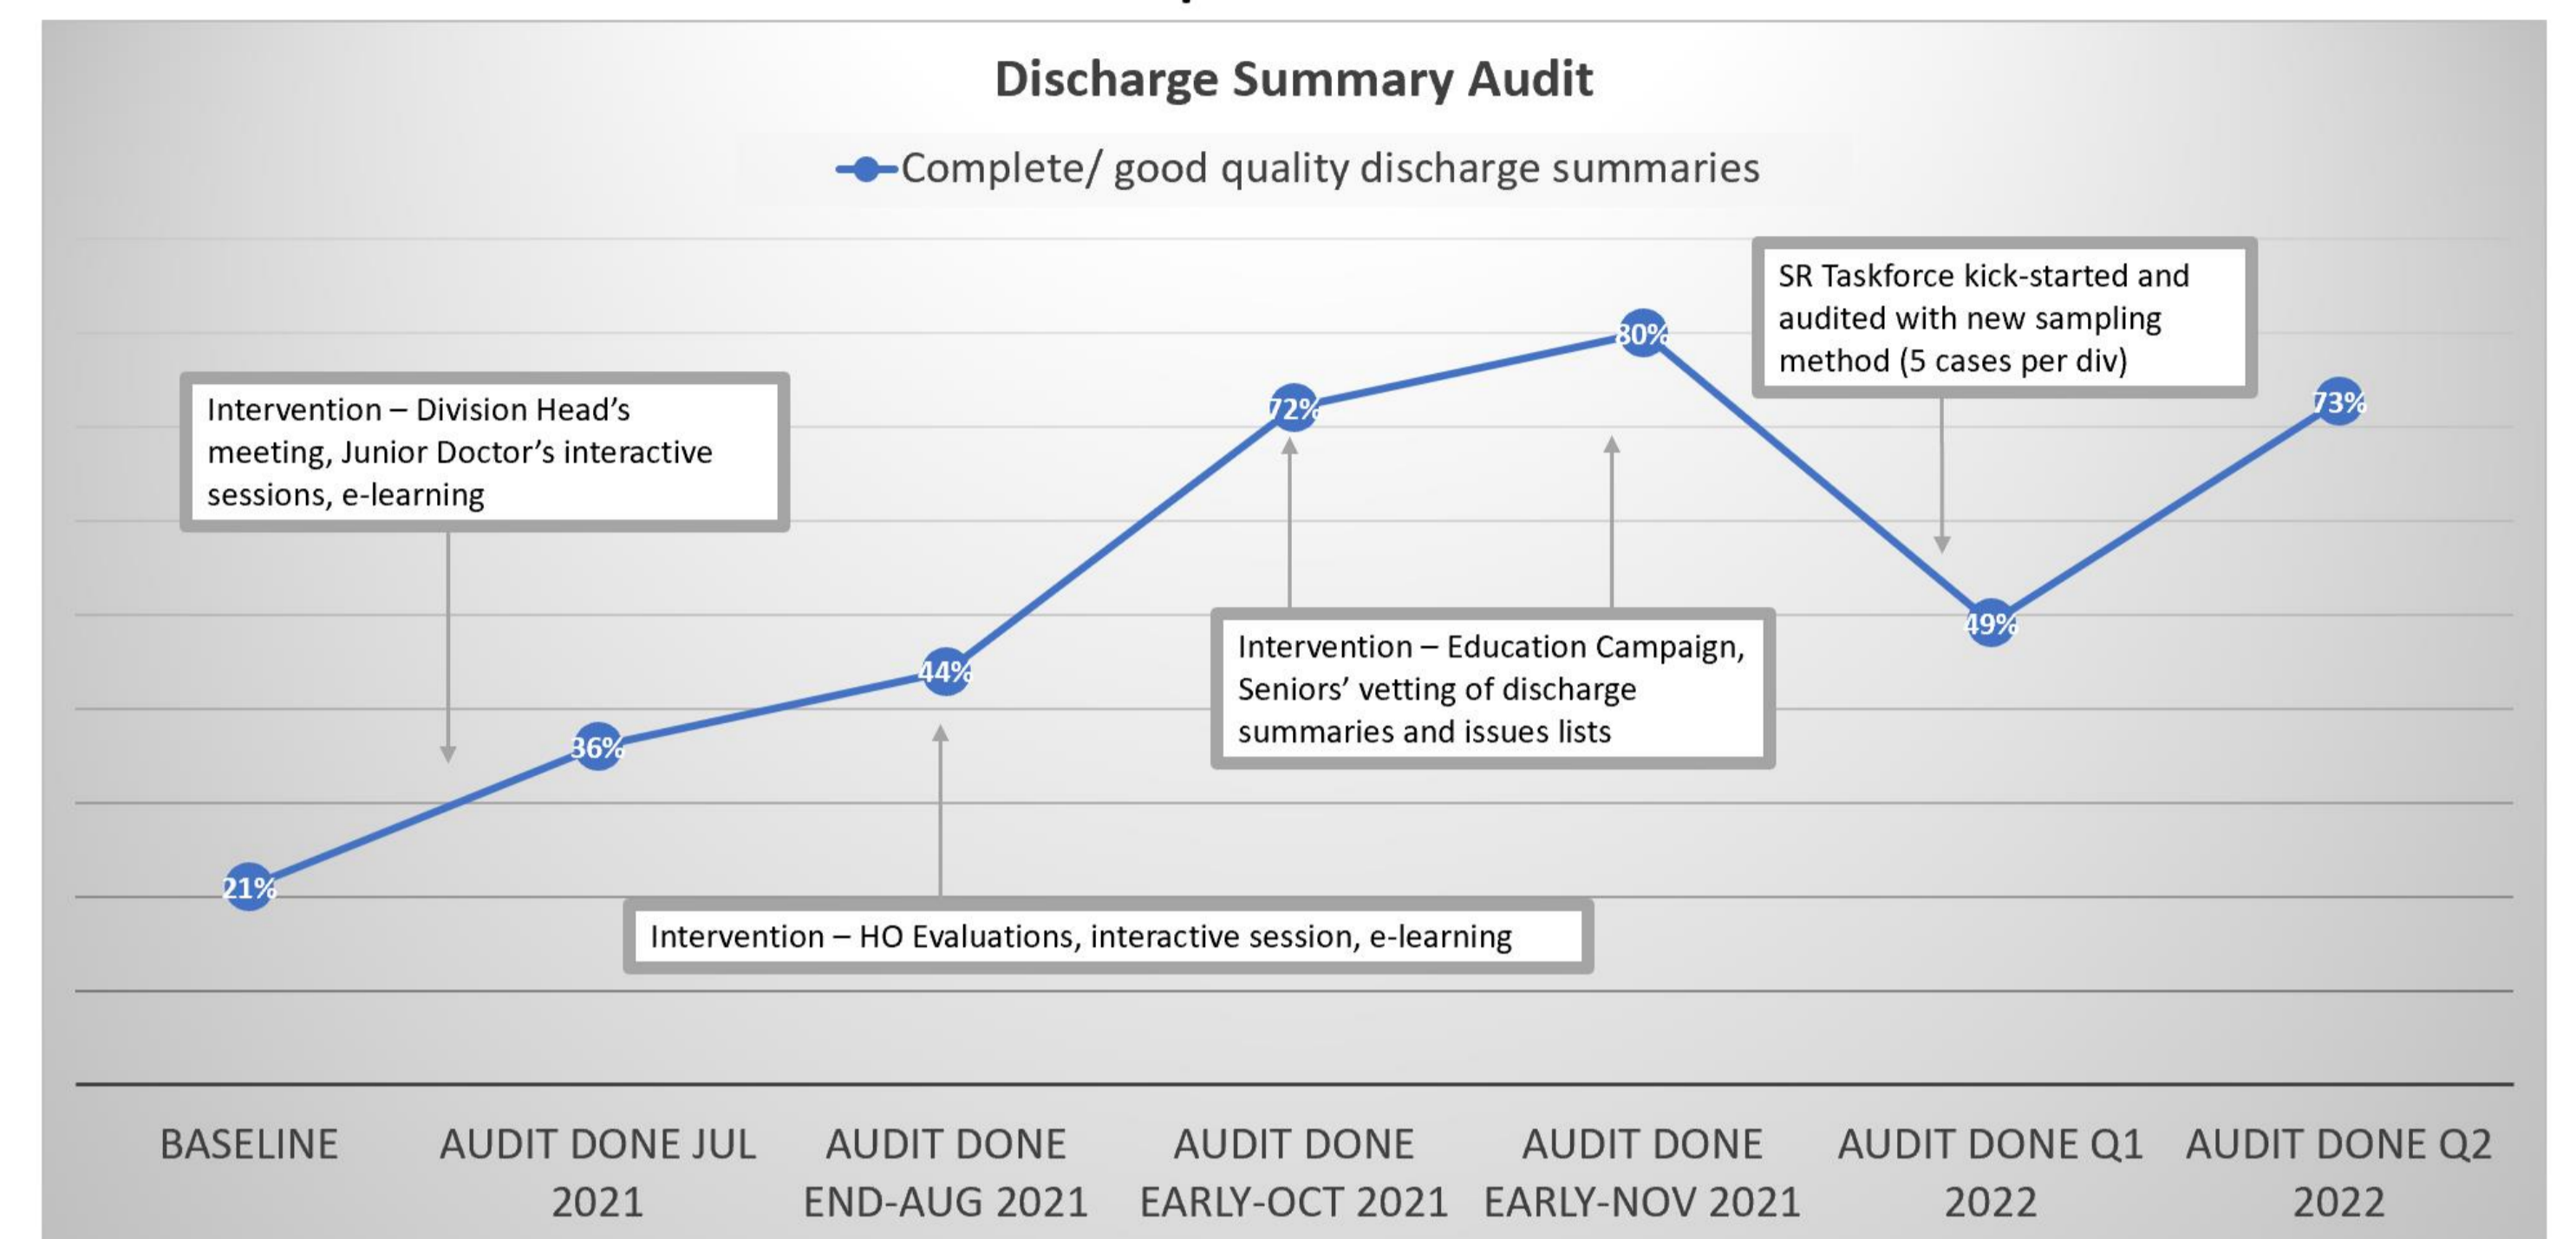 Discharge Summary Audit
Complete/ good quality discharge summaries
SR Taskforce kick-started and
audited with new sampling
method (5 cases per div)
80%
Intervention – Division Head’s
meeting, Junior Doctor’s interactive
sessions, e-learning
72%
73%
49%
Intervention – Education Campaign,
Seniors’ vetting of discharge
summaries and issues lists
44%
36%
21%
Intervention – HO Evaluations, interactive session, e-learning
BASELINE
AUDIT DONE JUL
2021
AUDIT DONE
END-AUG 2021
AUDIT DONE
EARLY-OCT 2021
AUDIT DONE
EARLY-NOV 2021
AUDIT DONE Q1
2022
AUDIT DONE Q2
2022